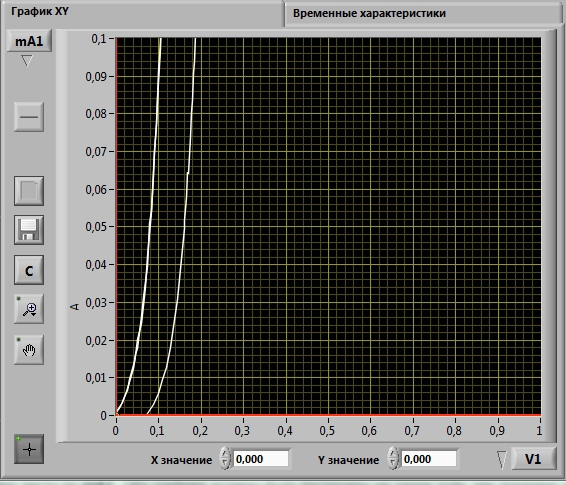 График XY
Временные характеристики
mA1
0,1
0,09
0,08
0,07
0,06
0,05
0,04
0,03
0,02
0,01
0
A
C
0 0,1 0,2 0,3 0,4 0,5 0,6 0,7 0,8 0,9 1
X значение 0,000 Y значение 0,000 V1